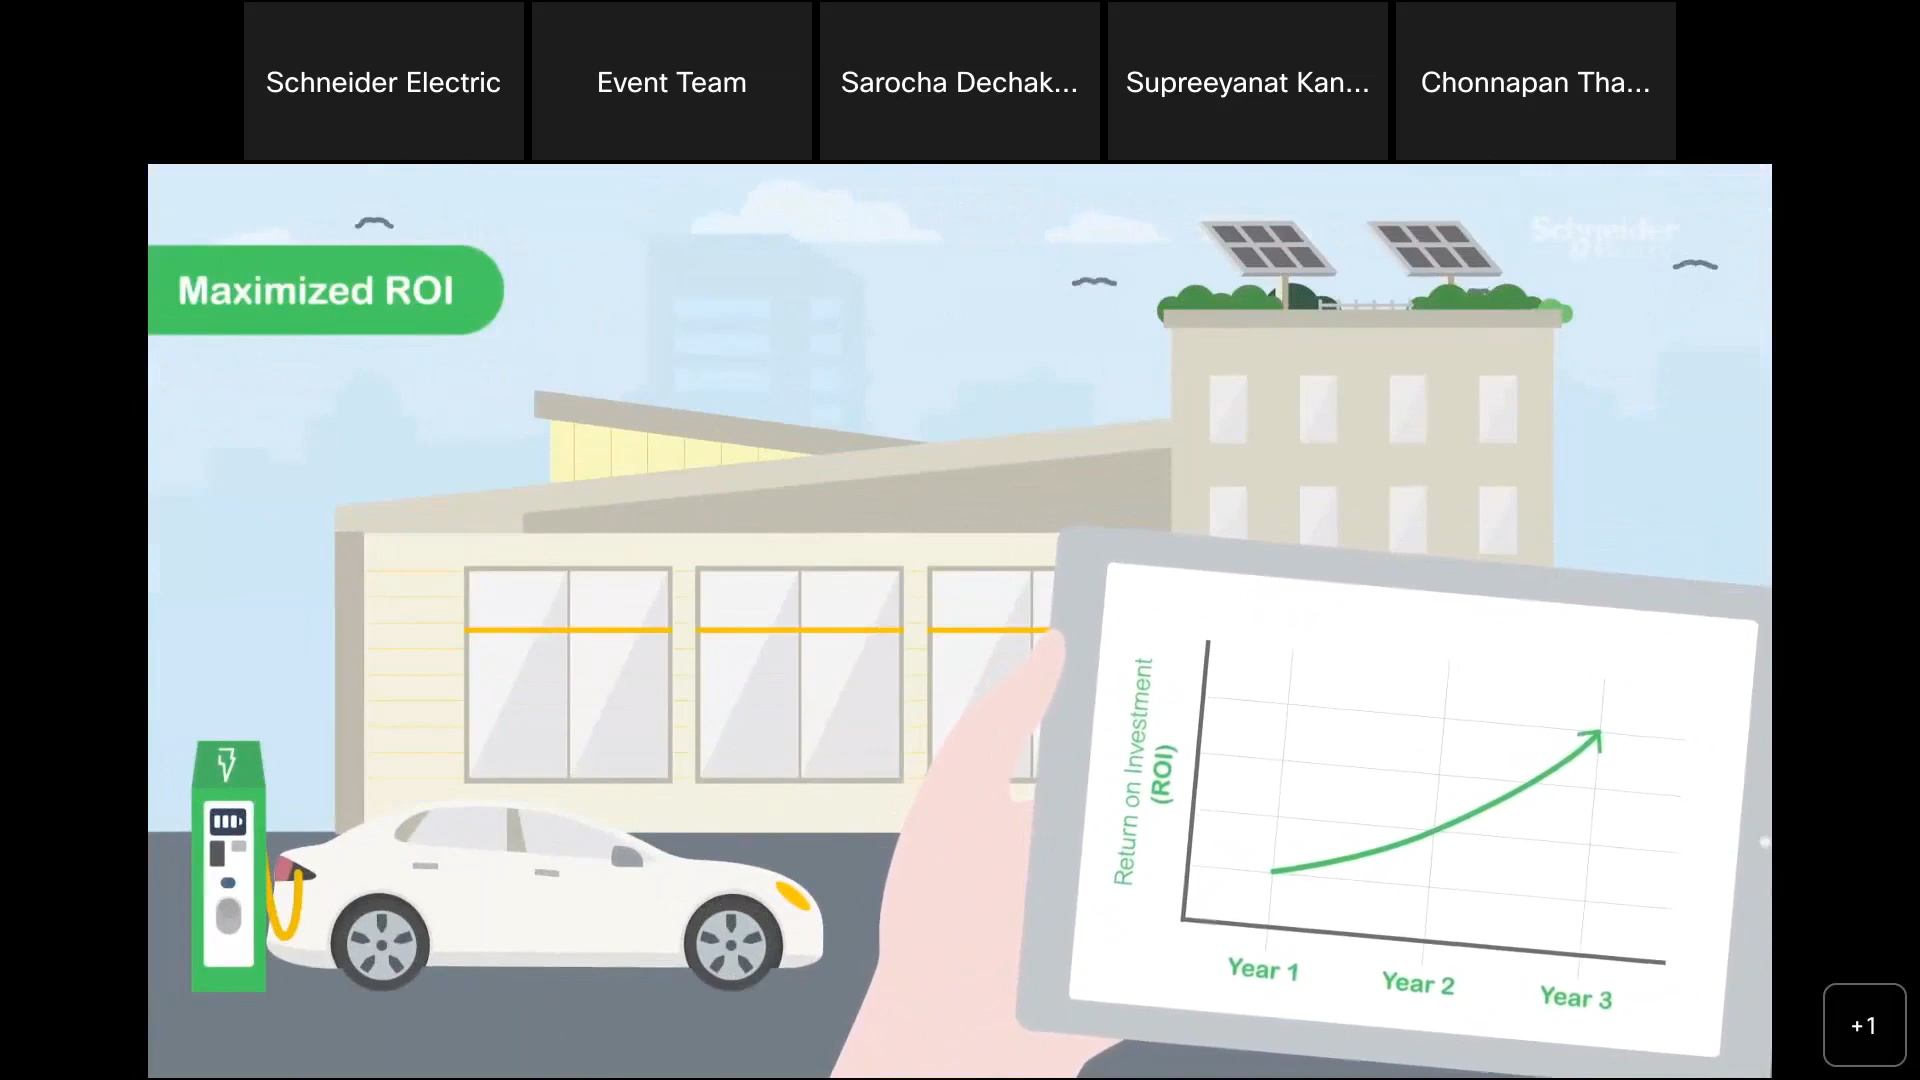 Schneider Electric
Event Team
Sarocha Dechak...
Supreeyanat Kan...
Chonnapan Tha...
Schneider
Maximized ROI
Return on Investment
(ROI)
Year 1
Year 2
Year 3
+1